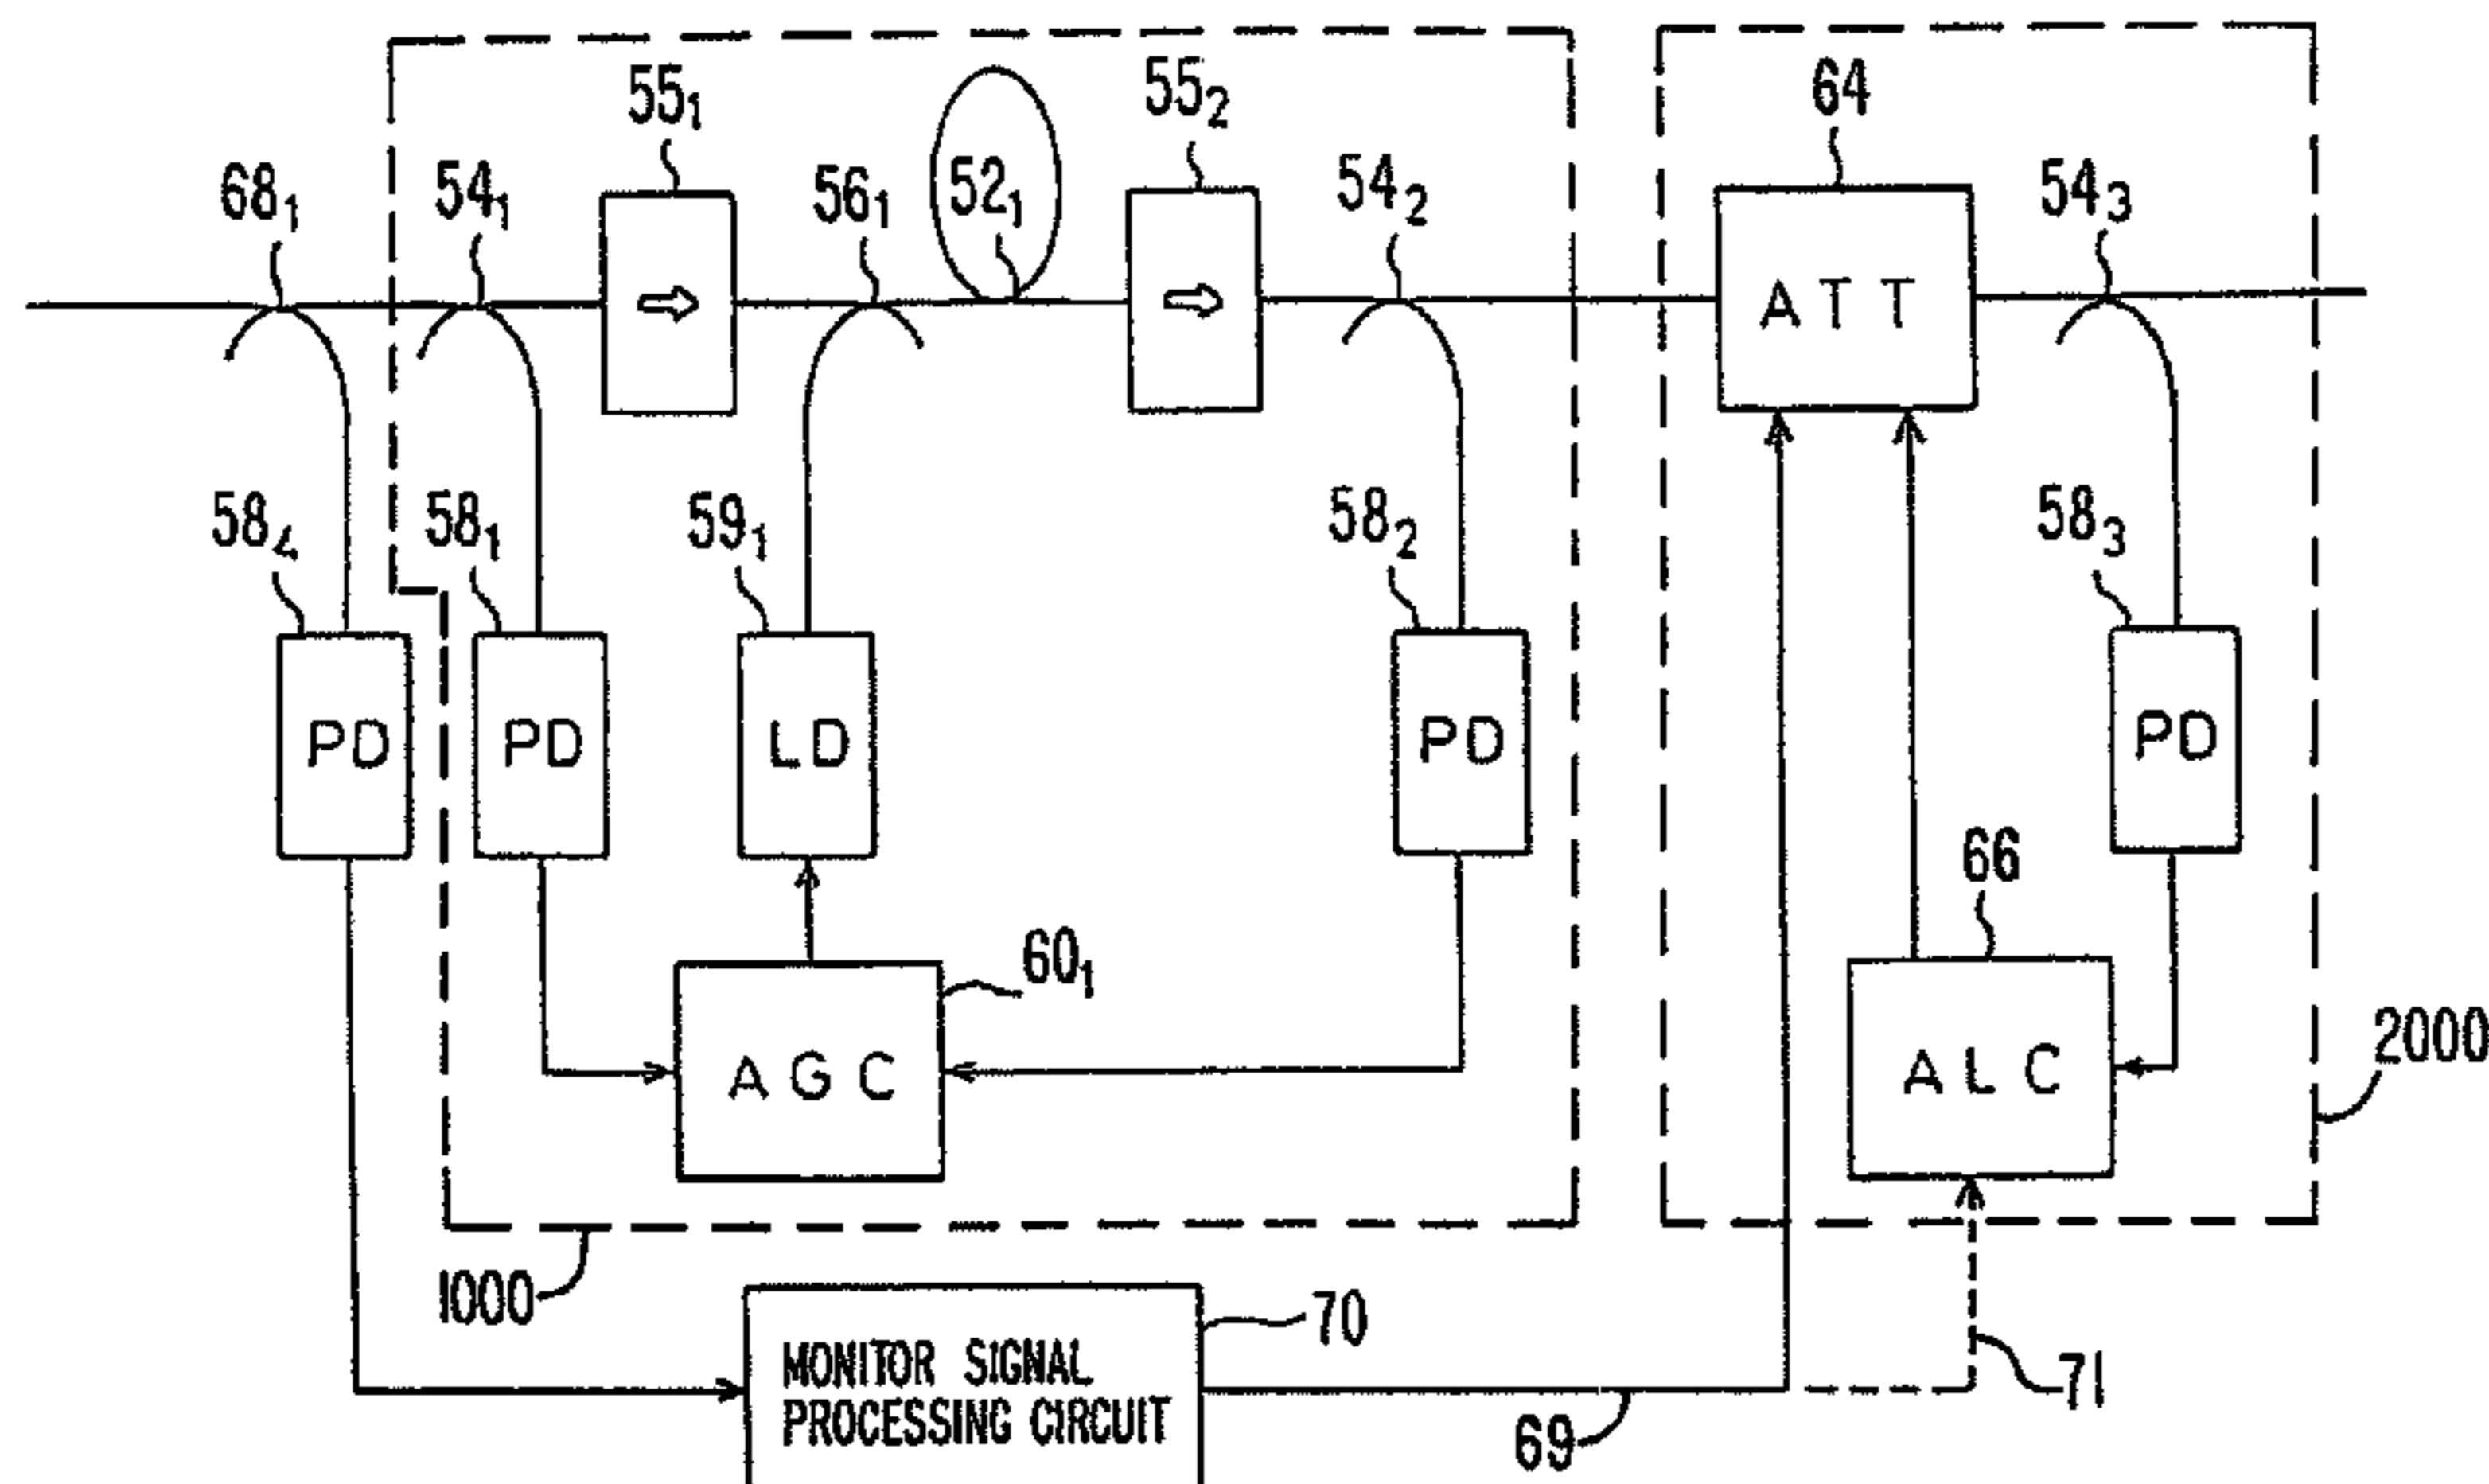 55₁
55₂
64
68₁
54₁
56₁
52₁
54₂
54₃
ATT
58₄
58₁
59₁
58₂
58₃
PD
PD
LD
PD
PD
66
60₁
AGC
ALC
2000
1000
70
MONITOR SIGNAL
PROCESSING CIRCUIT
69
71